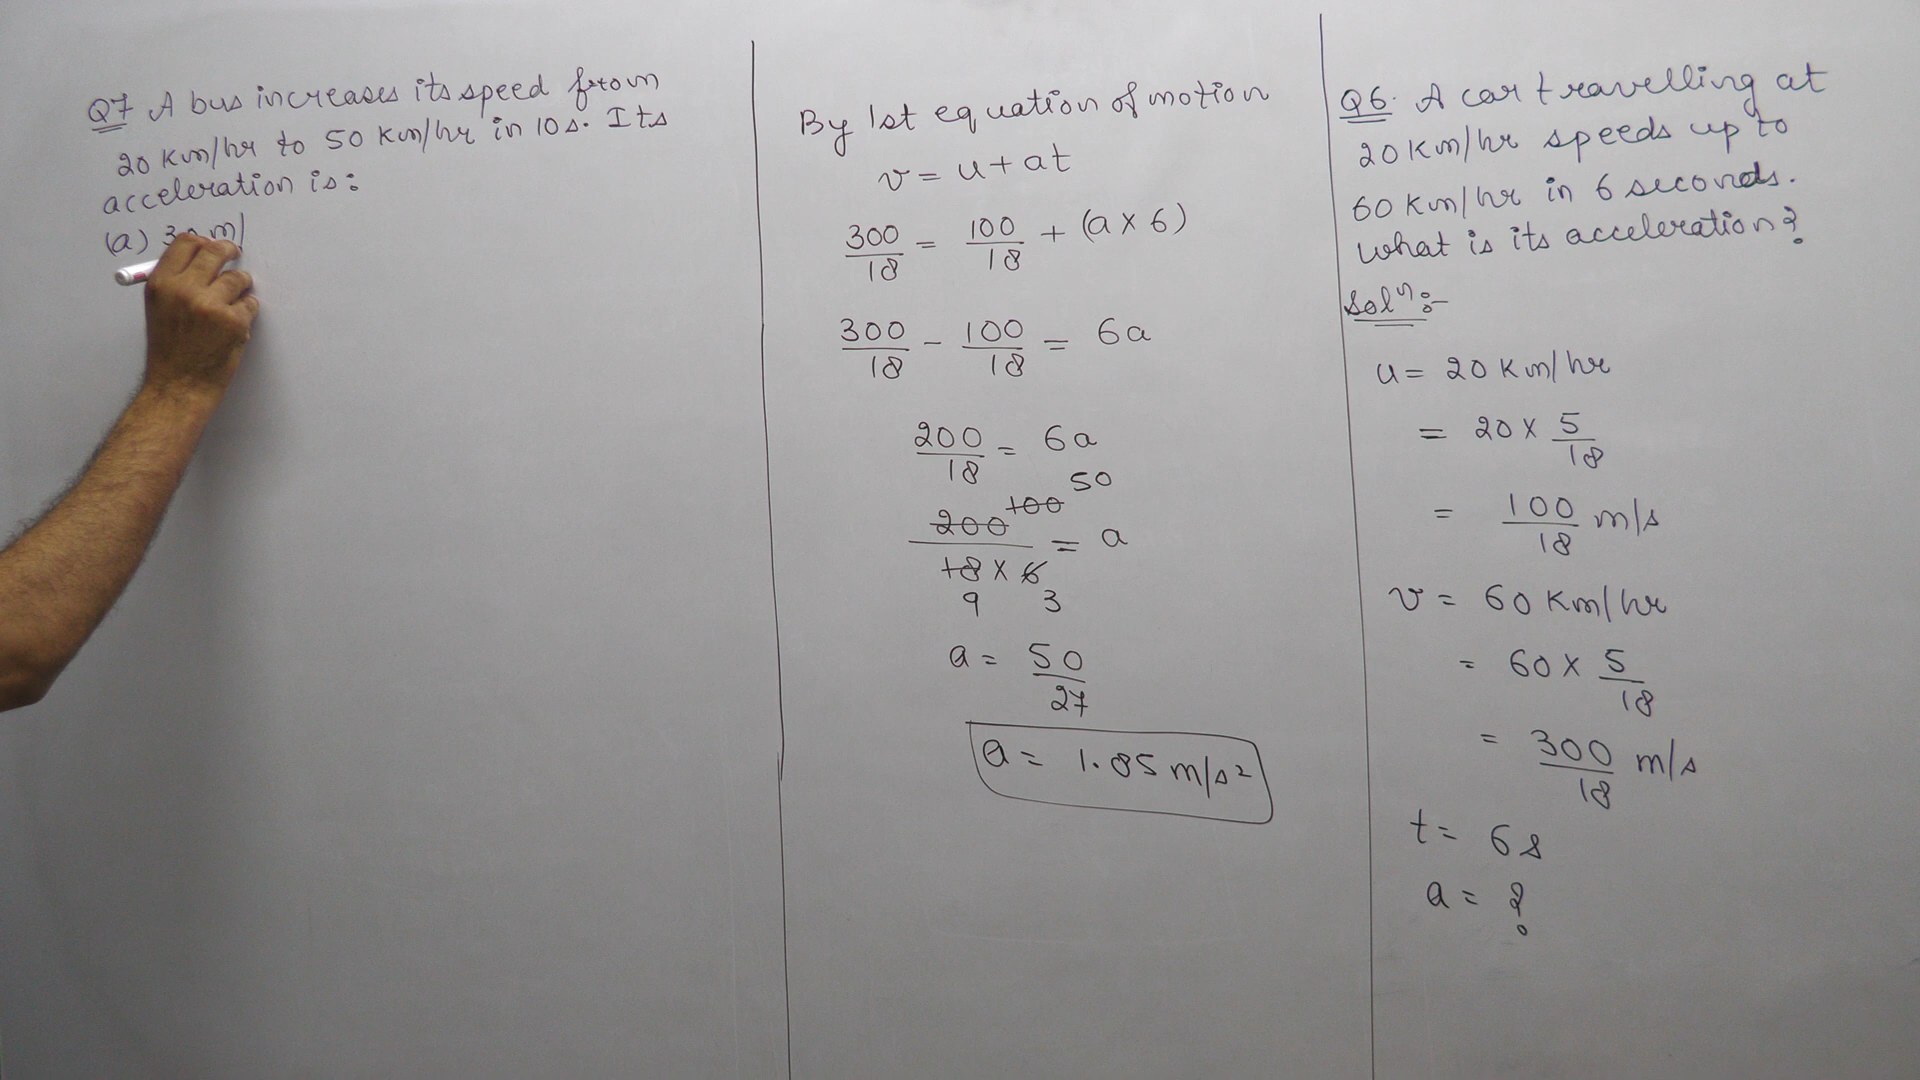 Q7 A bus increases its speed from
20 Km/hr to 50 Km/hr in 10s. Its
acceleration is:
(a) 30 m/
By 1st equation of motion
v = u + at
300/18 = 100/18 + (a × 6)
300/18 - 100/18 = 6a
200/18 = 6a
50
100
200/18 × 6 = a
9 3
a = 50/27
a = 1.85 m/s²
Q6. A car travelling at
20 Km/hr speeds up to
60 Km/hr in 6 seconds.
What is its acceleration?
Solⁿ:-
u = 20 Km/hr
= 20 × 5/18
= 100/18 m/s
v = 60 Km/hr
= 60 × 5/18
= 300/18 m/s
t = 6s
a = ?